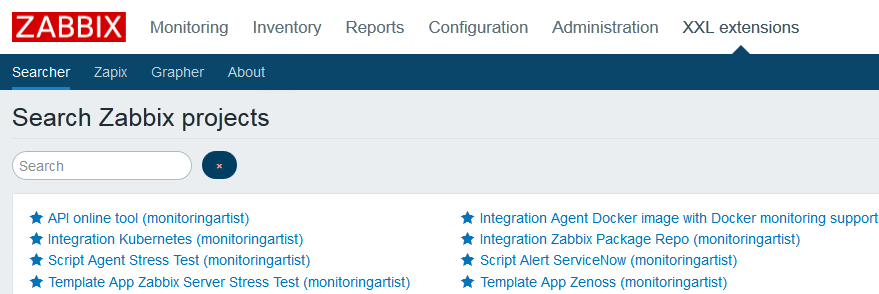 ZABBIX Monitoring Inventory Reports Configuration Administration XXL extensions
Searcher Zapix Grapher About
Search Zabbix projects
Search ×
API online tool (monitoringartist)
Integration Kubernetes (monitoringartist)
Script Agent Stress Test (monitoringartist)
Template App Zabbix Server Stress Test (monitoringartist)
Integration Agent Docker image with Docker monitoring support
Integration Zabbix Package Repo (monitoringartist)
Script Alert ServiceNow (monitoringartist)
Template App Zenoss (monitoringartist)